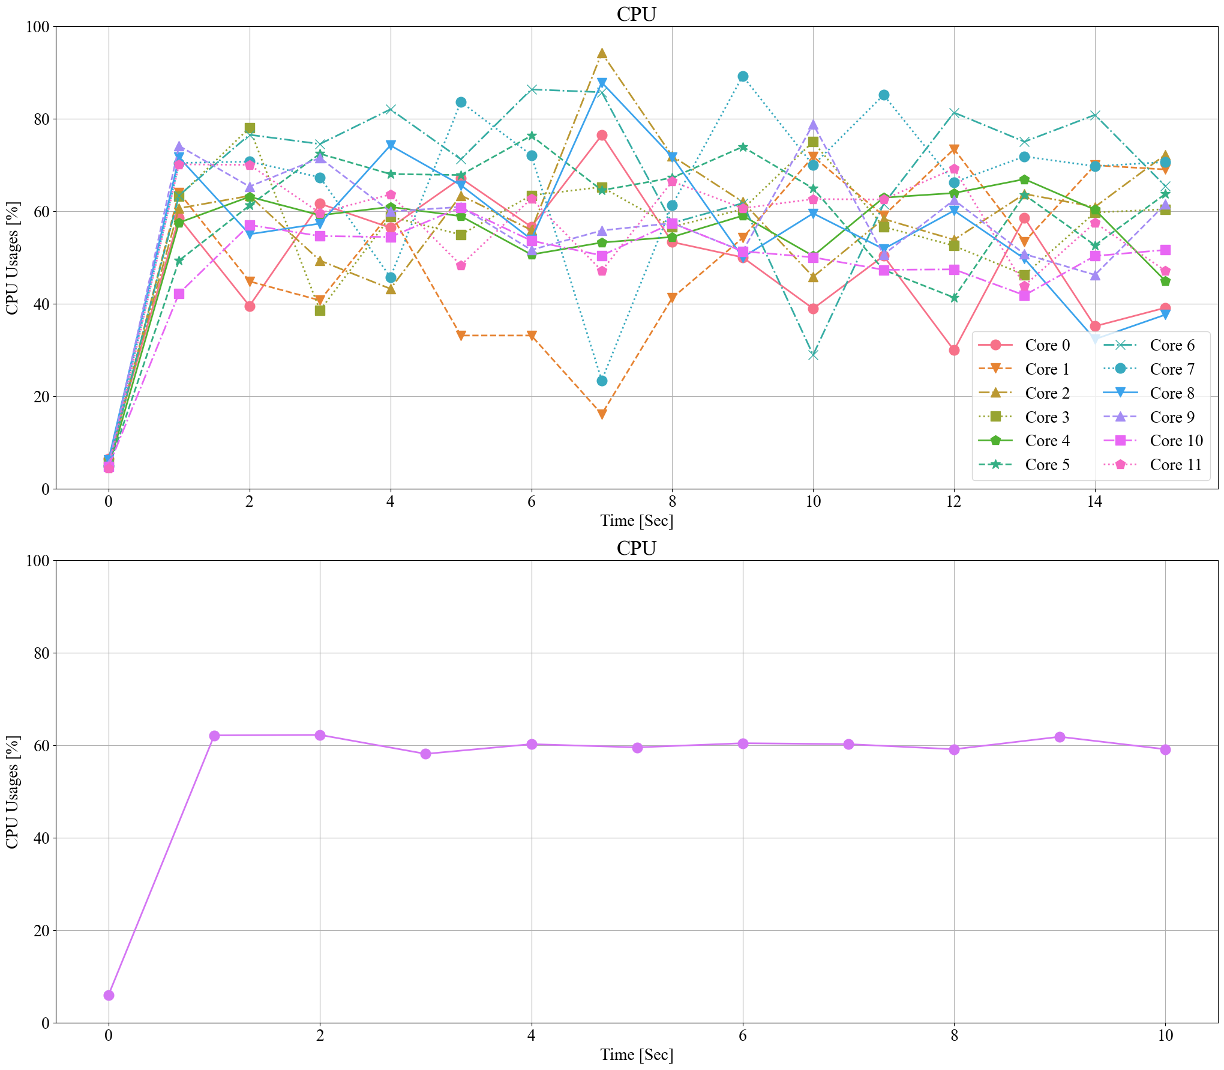 CPU
100
80
60
40
20
0
CPU Usages [%]
Core 0
Core 1
Core 2
Core 3
Core 4
Core 5
Core 6
Core 7
Core 8
Core 9
Core 10
Core 11
0 2 4 6 8 10 12 14
Time [Sec]
CPU
100
80
60
40
20
0
CPU Usages [%]
0 2 4 6 8 10
Time [Sec]